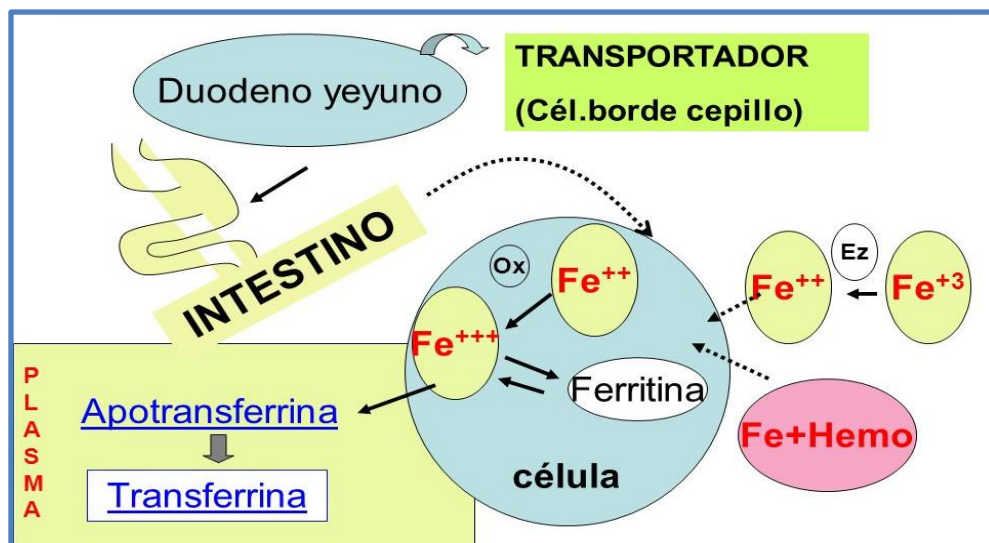 Duodeno yeyuno
TRANSPORTADOR
(Cél.borde cepillo)
INTESTINO
Ox
Fe++
Fe++
Ez
Fe+3
Fe+++
Ferritina
Fe+Hemo
célula
PLASMA
Apotransferrina
Transferrina